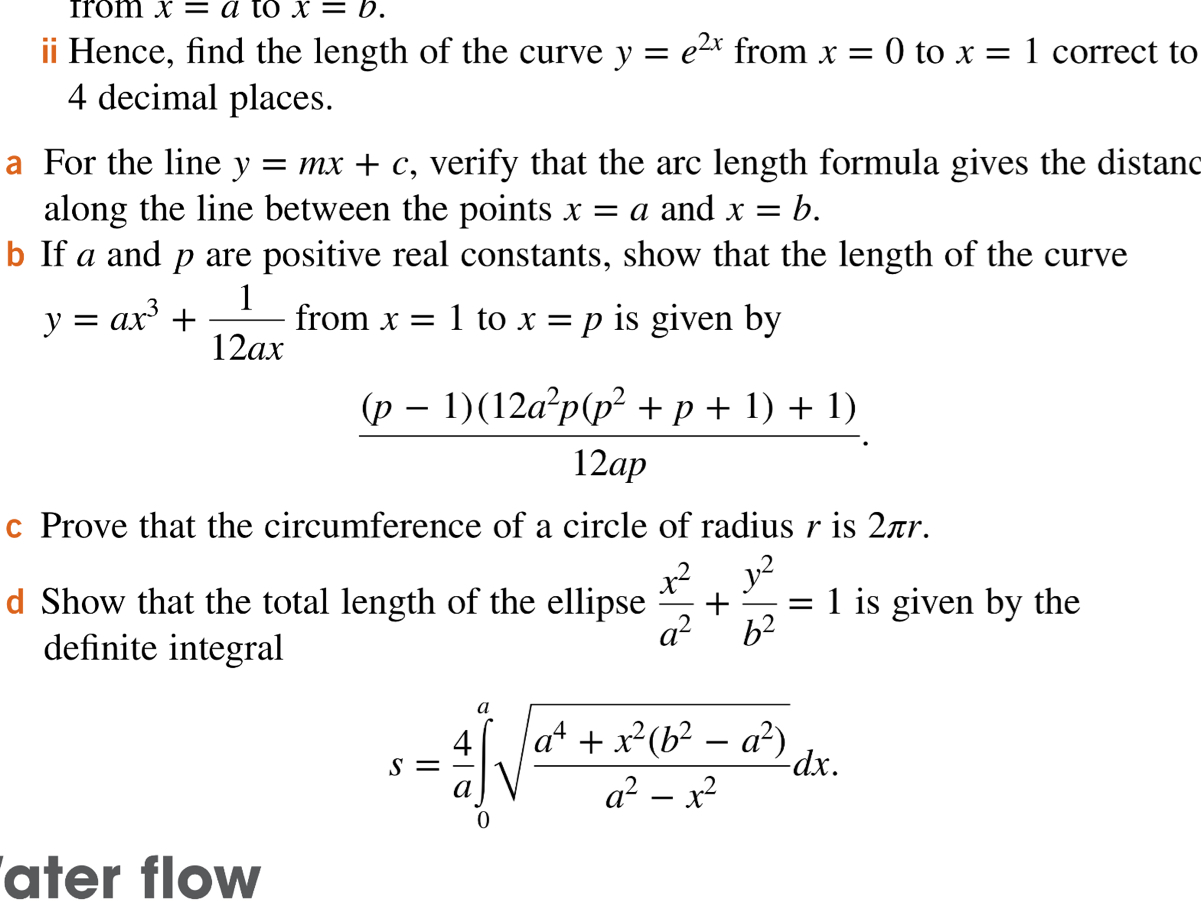 from x = a to x = b.
ii Hence, find the length of the curve y = e^{2x} from x = 0 to x = 1 correct to
4 decimal places.
a For the line y = mx + c, verify that the arc length formula gives the distanc
along the line between the points x = a and x = b.
b If a and p are positive real constants, show that the length of the curve
y = ax^3 + \frac{1}{12ax} from x = 1 to x = p is given by
\frac{(p − 1)(12a^2p(p^2 + p + 1) + 1)}{12ap}.
c Prove that the circumference of a circle of radius r is 2πr.
d Show that the total length of the ellipse \frac{x^2}{a^2} + \frac{y^2}{b^2} = 1 is given by the
definite integral
s = \frac{4}{a} \int_0^a \sqrt{\frac{a^4 + x^2(b^2 − a^2)}{a^2 − x^2}} dx.
ater flow